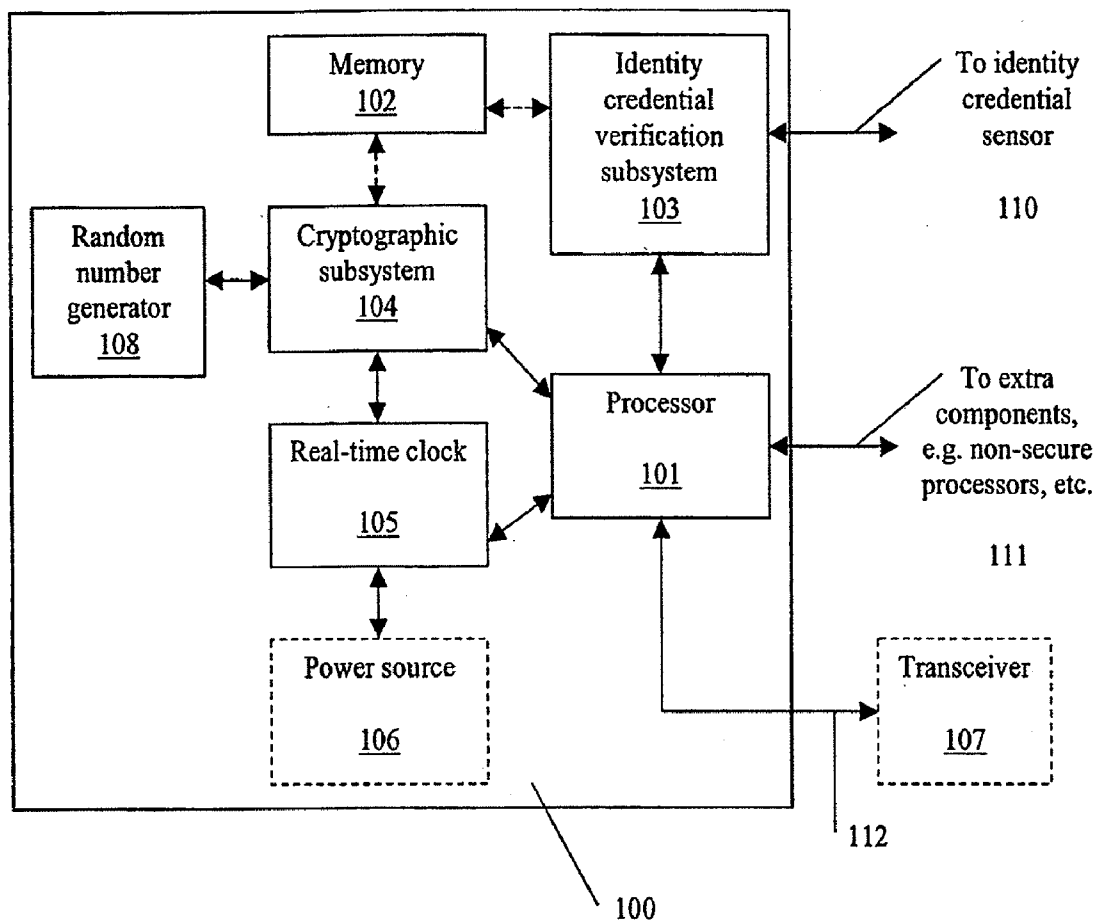 Memory
102
Identity
credential
verification
subsystem
103
To identity
credential
sensor
110
Random
number
generator
108
Cryptographic
subsystem
104
Processor
101
To extra
components,
e.g. non-secure
processors, etc.
111
Real-time clock
105
Power source
106
Transceiver
107
112
100